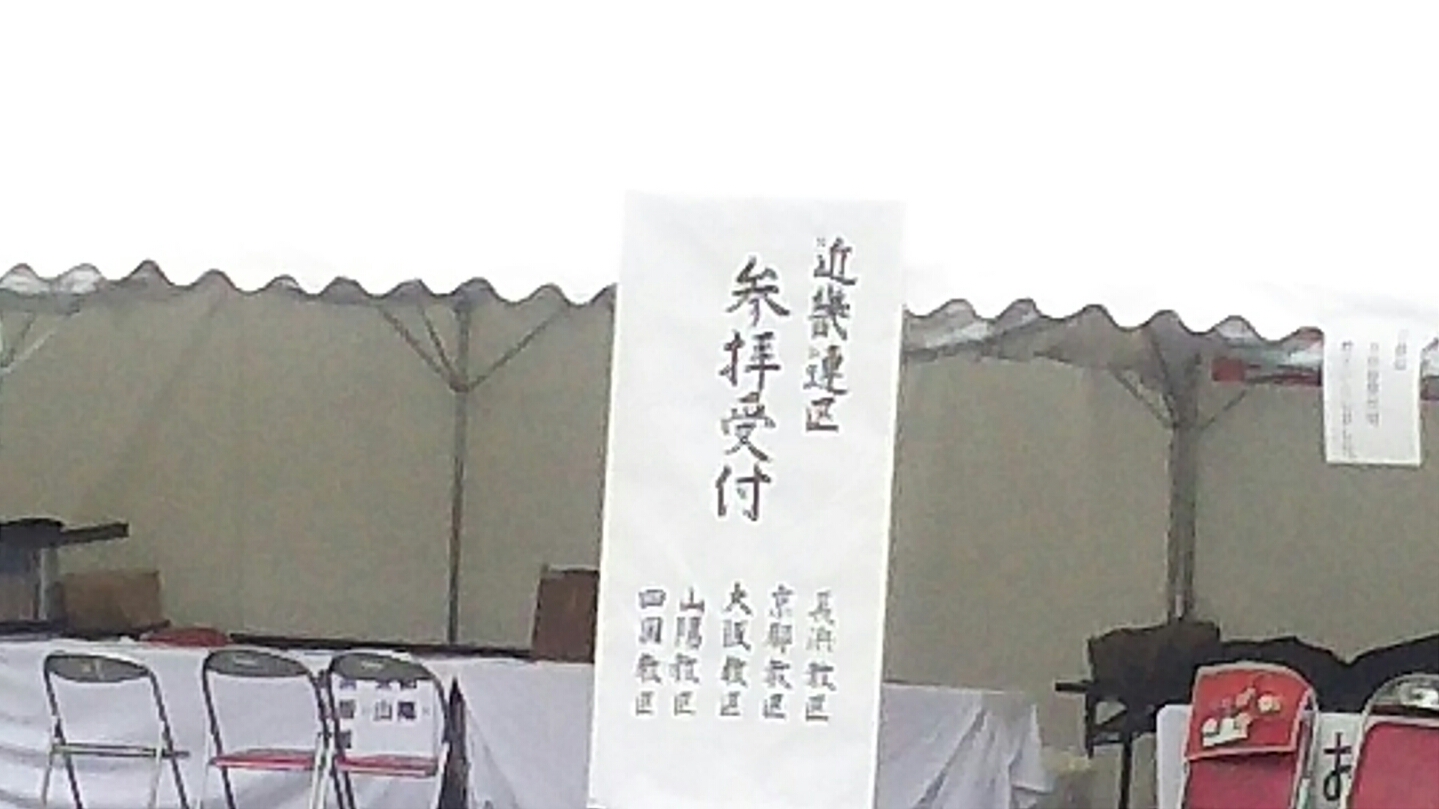 近畿連区
参拝受付
長浜教区
京都教区
大阪教区
山陽教区
四国教区
山陽
お